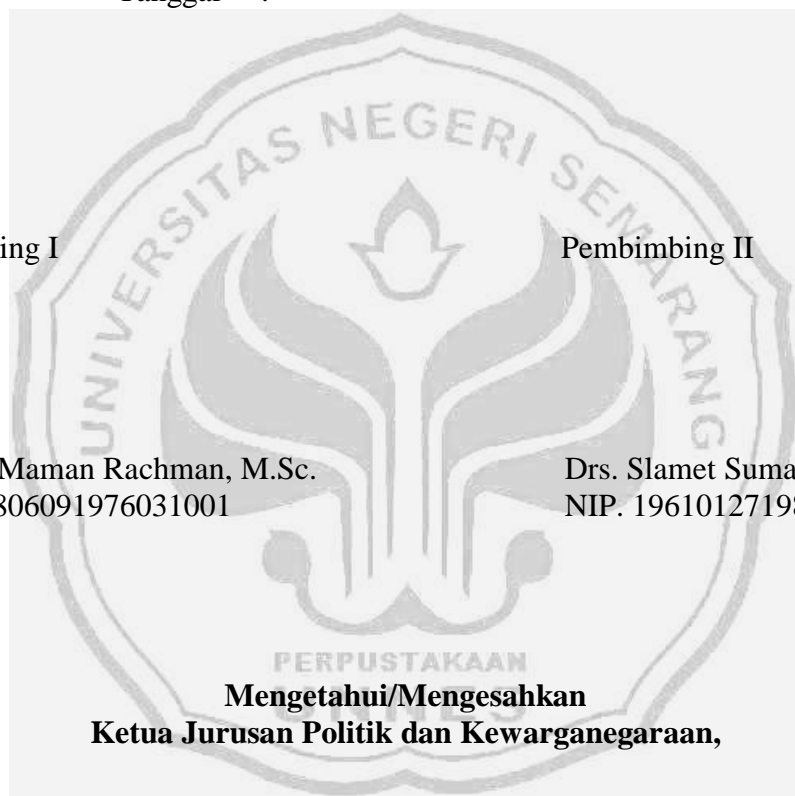 UNIVERSITAS NEGERI SEMARANG
ing I Pembimbing II
Maman Rachman, M.Sc. Drs. Slamet Suma
806091976031001 NIP. 1961012719
PERPUSTAKAAN
UNNES
Mengetahui/Mengesahkan
Ketua Jurusan Politik dan Kewarganegaraan,